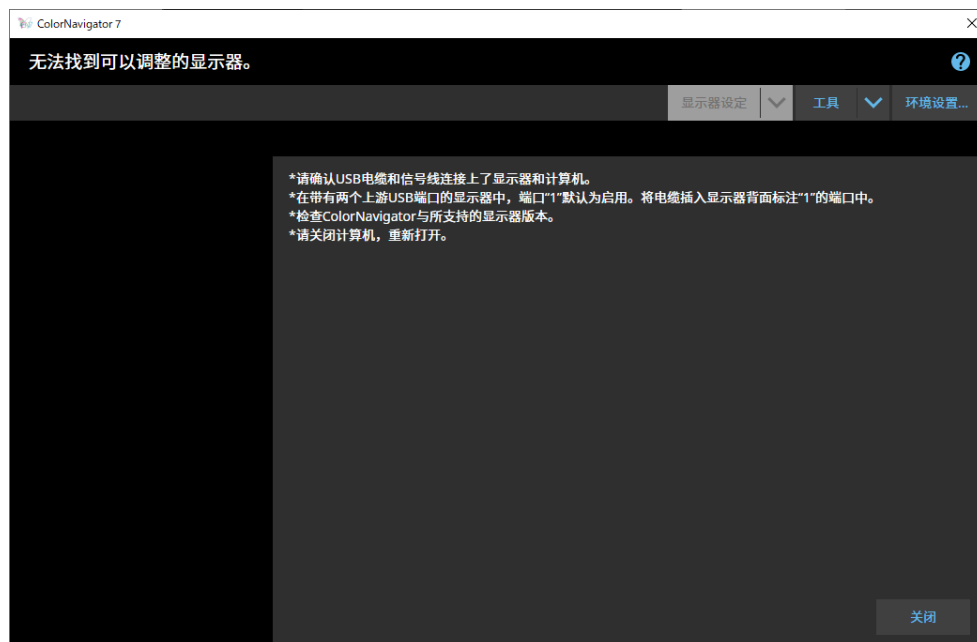 ColorNavigator 7
无法找到可以调整的显示器。
显示器设定
工具
环境设置...
*请确认USB电缆和信号线连接上了显示器和计算机。
*在带有两个上游USB端口的显示器中，端口“1”默认为启用。将电缆插入显示器背面标注“1”的端口中。
*检查ColorNavigator与所支持的显示器版本。
*请关闭计算机，重新打开。
关闭